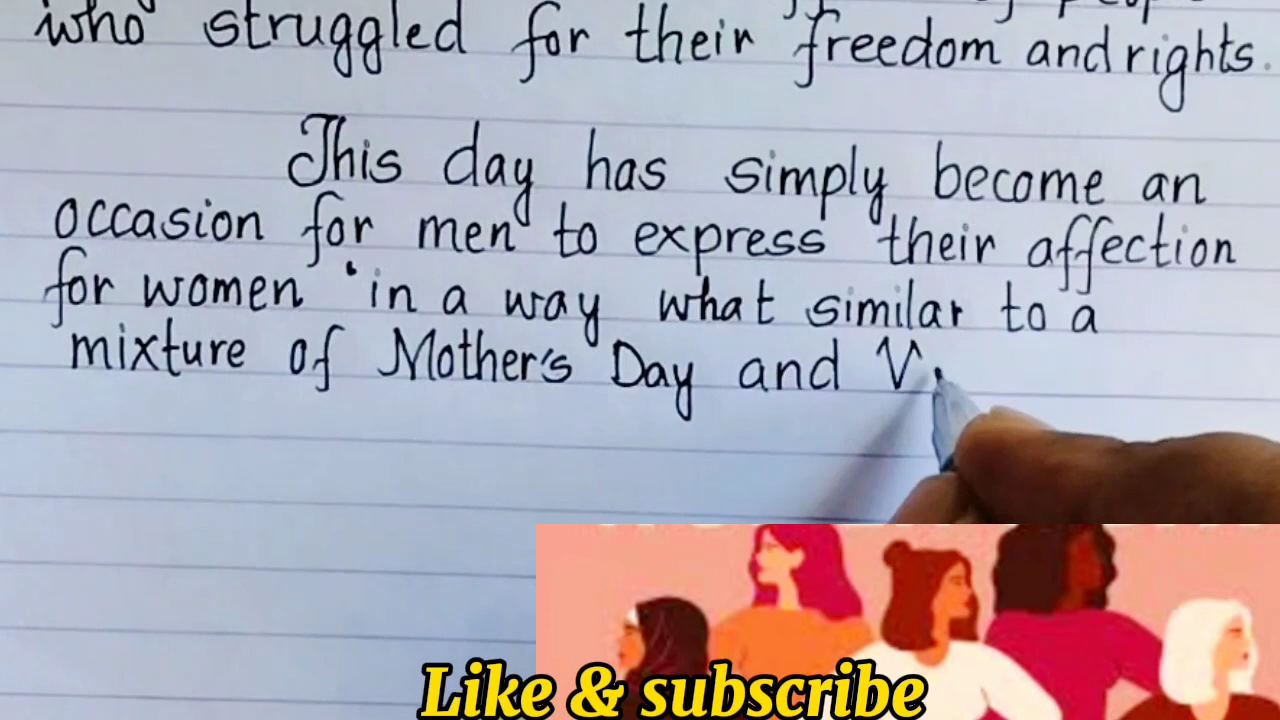 who struggled for their freedom and rights.
This day has simply become an
occasion for men to express their affection
for women in a way what similar to a
mixture of Mother's Day and V
Like & subscribe